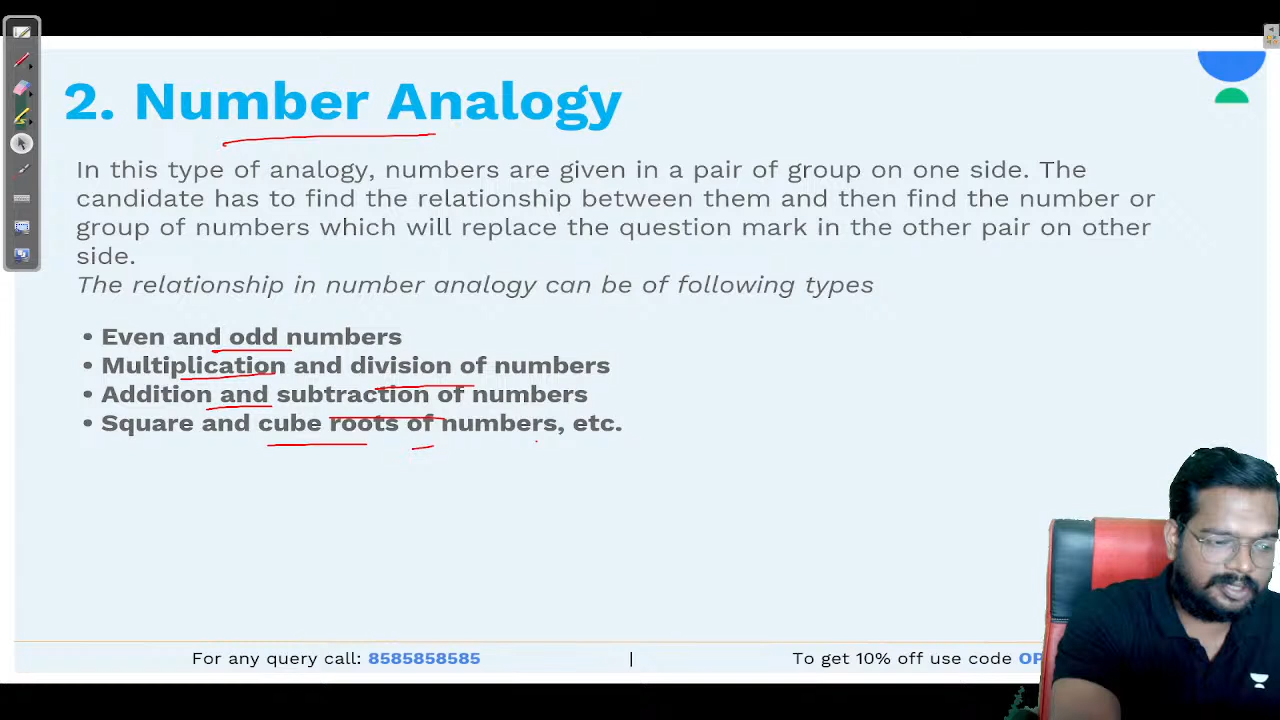 2. Number Analogy
In this type of analogy, numbers are given in a pair of group on one side. The
candidate has to find the relationship between them and then find the number or
group of numbers which will replace the question mark in the other pair on other
side.
The relationship in number analogy can be of following types
• Even and odd numbers
• Multiplication and division of numbers
• Addition and subtraction of numbers
• Square and cube roots of numbers, etc.
For any query call: 8585858585 | To get 10% off use code OP